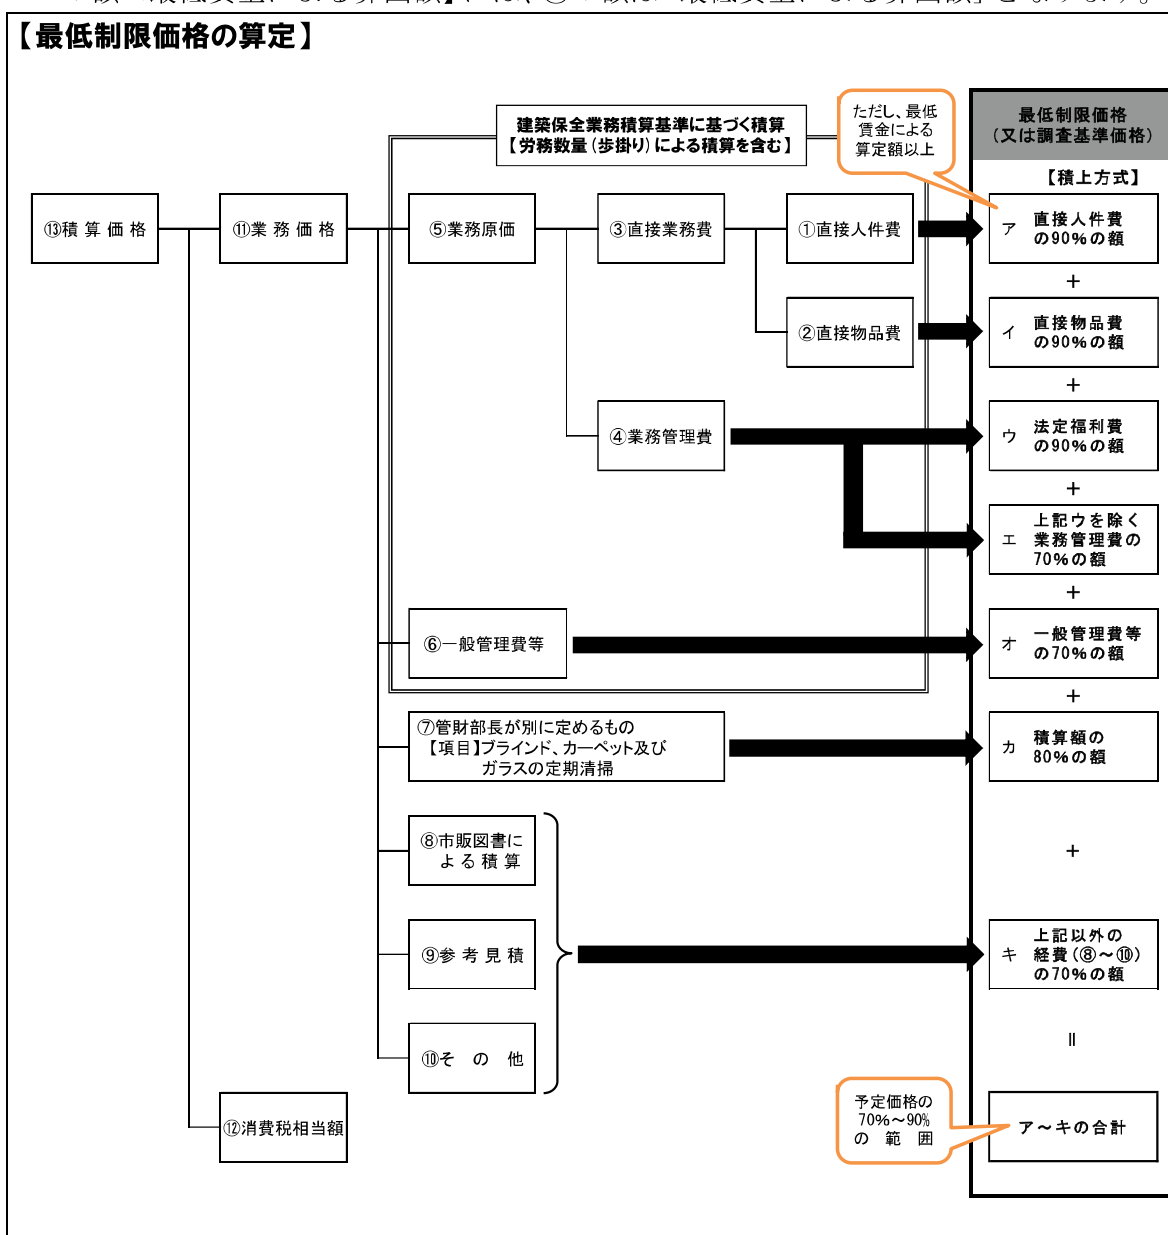 【最低制限価格の算定】
建築保全業務積算基準に基づく積算
【労務数量(歩掛り)による積算を含む】
ただし、最低
賃金による
算定額以上
最低制限価格
(又は調査基準価格)
【積上方式】
⑬積算価格
⑪業務価格
⑤業務原価
③直接業務費
①直接人件費
ア 直接人件費
の90%の額
+
②直接物品費
イ 直接物品費
の90%の額
+
④業務管理費
ウ 法定福利費
の90%の額
+
エ 上記ウを除く
業務管理費の
70%の額
+
⑥一般管理費等
オ 一般管理費等
の70%の額
+
⑦管財部長が別に定めるもの
【項目】ブラインド、カーペット及び
ガラスの定期清掃
カ 積算額の
80%の額
+
⑧市販図書に
よる積算
⑨参考見積
キ 上記以外の
経費(⑧~⑩)
の70%の額
=
⑩その他
⑫消費税相当額
予定価格の
70%~90%
の範囲
ア~キの合計